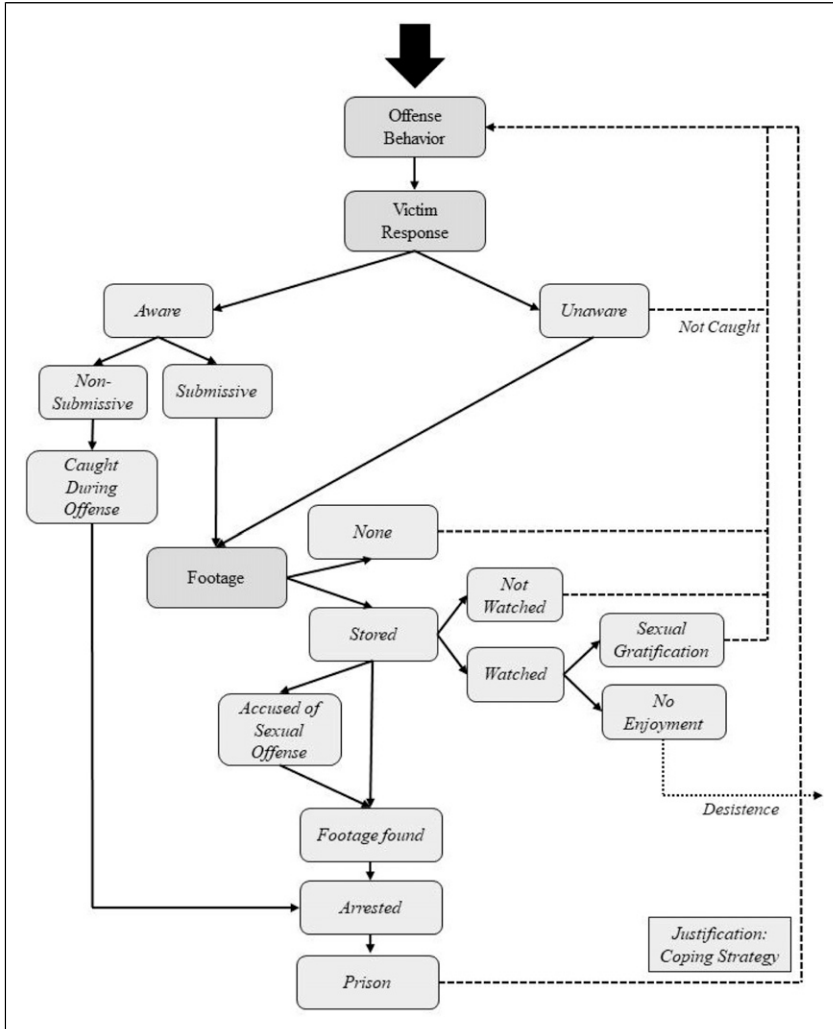 Offense
Behavior
Victim
Response
Aware
Unaware
Not Caught
Non-
Submissive
Submissive
Caught
During
Offense
None
Footage
Not
Watched
Stored
Sexual
Gratification
Watched
No
Enjoyment
Accused of
Sexual
Offense
Desistence
Footage found
Arrested
Justification:
Coping Strategy
Prison